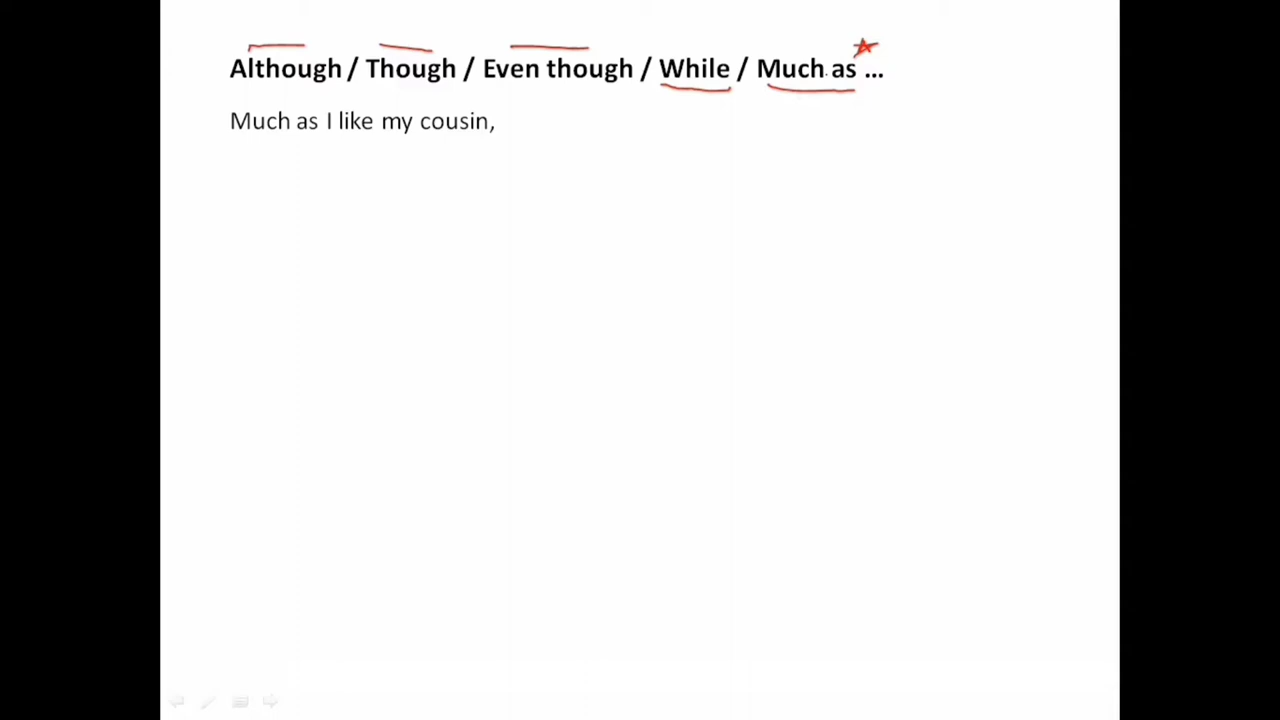 Although / Though / Even though / While / Much as ...
Much as I like my cousin,